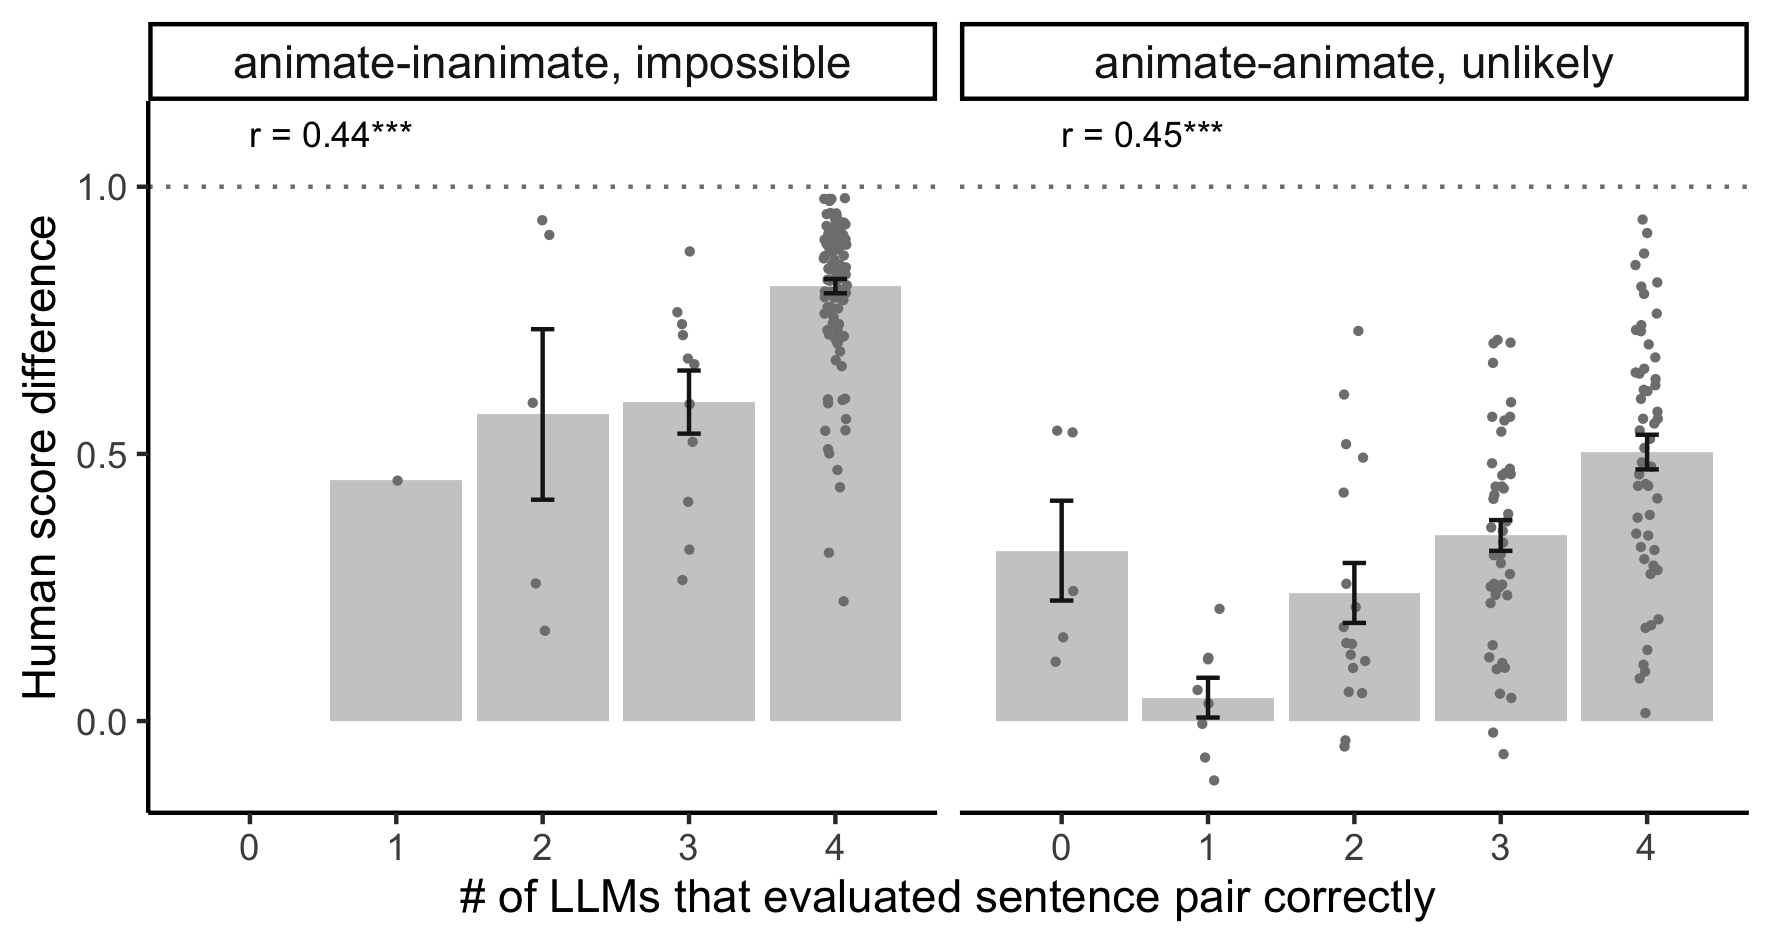 animate-inanimate, impossible
animate-animate, unlikely
r = 0.44***
r = 0.45***
1.0
0.5
0.0
Human score difference
0 1 2 3 4
0 1 2 3 4
# of LLMs that evaluated sentence pair correctly